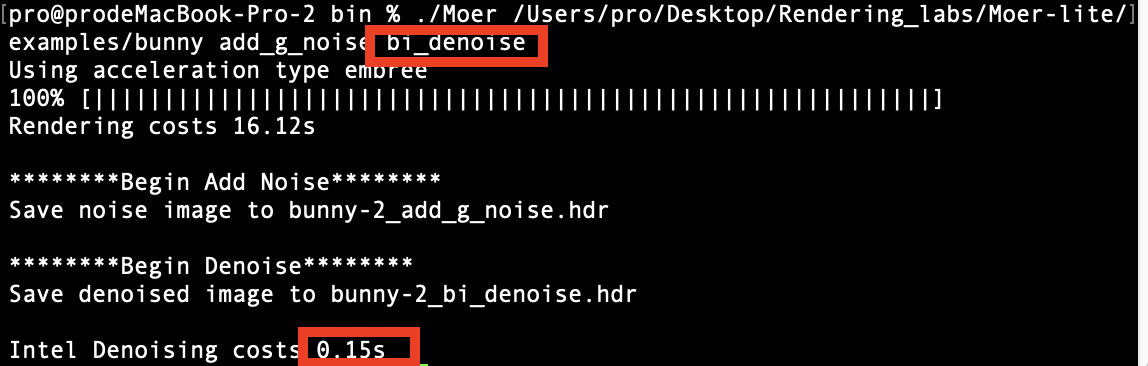 [pro@prodeMacBook-Pro-2 bin % ./Moer /Users/pro/Desktop/Rendering_labs/Moer-lite/]
examples/bunny add_g_noise bi_denoise
Using acceleration type embree
100% [||||||||||||||||||||||||||||||||||||||||||||||||||||||||||||]
Rendering costs 16.12s
********Begin Add Noise********
Save noise image to bunny-2_add_g_noise.hdr
********Begin Denoise********
Save denoised image to bunny-2_bi_denoise.hdr
Intel Denoising costs 0.15s